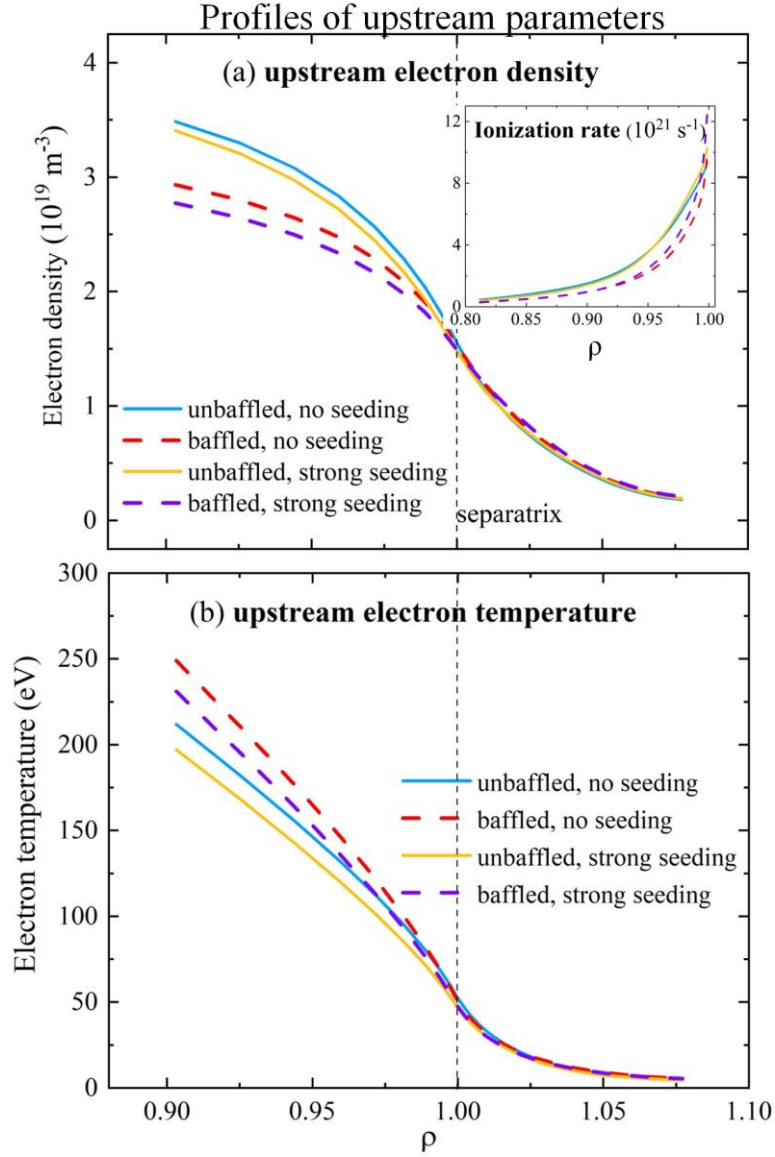 Profiles of upstream parameters
(a) upstream electron density
Electron density (10¹⁹ m⁻³)
4
3
2
1
0
Ionization rate (10²¹ s⁻¹)
12
8
4
0
0.80 0.85 0.90 0.95 1.00
ρ
unbaffled, no seeding
baffled, no seeding
unbaffled, strong seeding
baffled, strong seeding
separatrix
(b) upstream electron temperature
Electron temperature (eV)
300
250
200
150
100
50
0
unbaffled, no seeding
baffled, no seeding
unbaffled, strong seeding
baffled, strong seeding
0.90 0.95 1.00 1.05 1.10
ρ